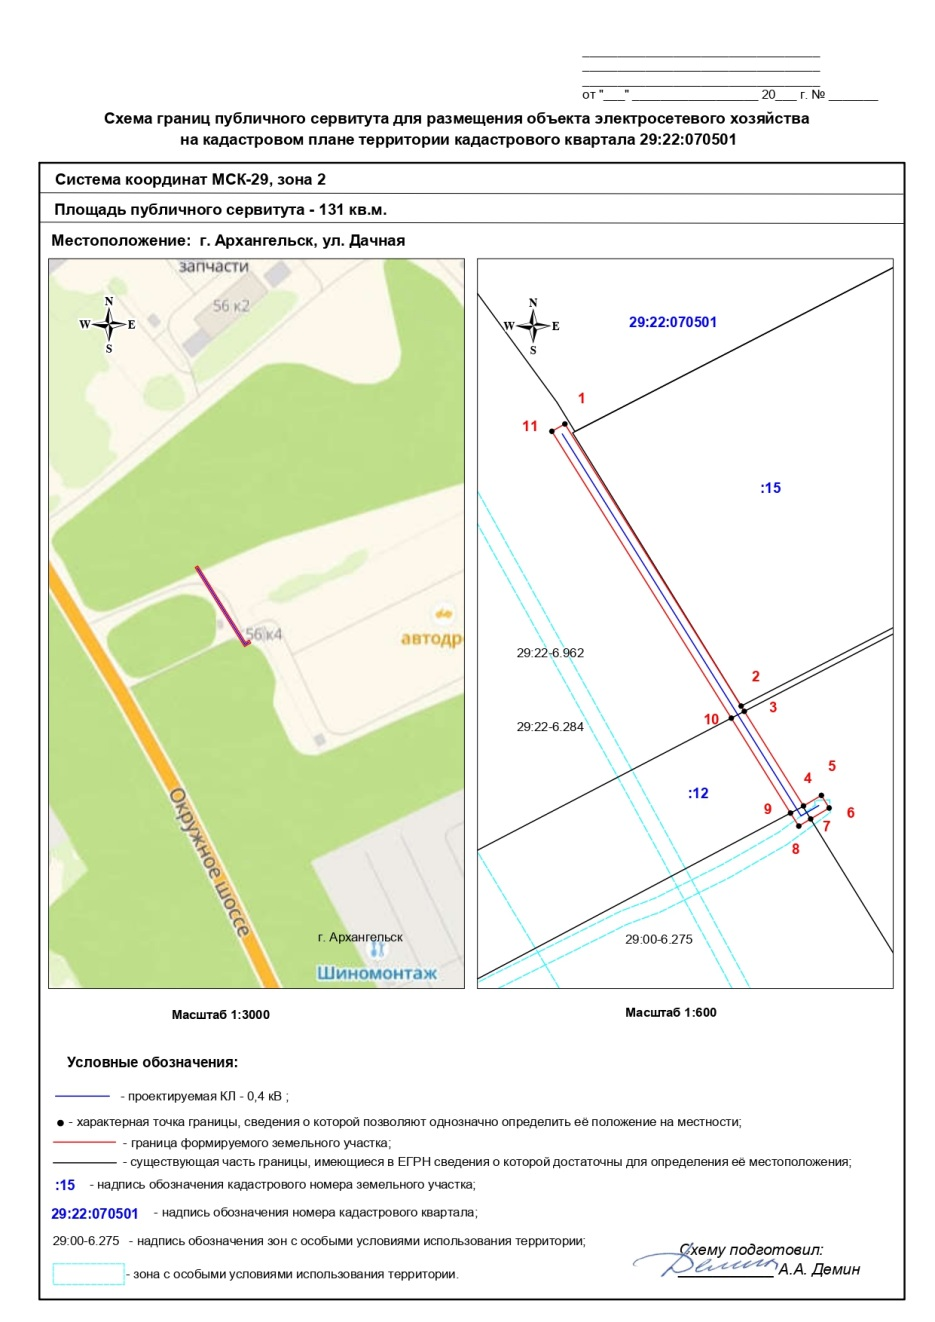 от "___" __________________ 20___ г. № _______
Схема границ публичного сервитута для размещения объекта электросетевого хозяйства
на кадастровом плане территории кадастрового квартала 29:22:070501
Система координат МСК-29, зона 2
Площадь публичного сервитута - 131 кв.м.
Местоположение: г. Архангельск, ул. Дачная
запчасти
56 к2
N
W E
S
56 к4
автодр
Окружное шоссе
г. Архангельск
Шиномонтаж
N
W E
S
29:22:070501
1
11
:15
29:22-6.962
2
3
10
29:22-6.284
5
4
:12
9
6
7
8
29:00-6.275
Масштаб 1:3000
Масштаб 1:600
Условные обозначения:
- проектируемая КЛ - 0,4 кВ ;
- характерная точка границы, сведения о которой позволяют однозначно определить её положение на местности;
- граница формируемого земельного участка;
- существующая часть границы, имеющиеся в ЕГРН сведения о которой достаточны для определения её местоположения;
:15 - надпись обозначения кадастрового номера земельного участка;
29:22:070501 - надпись обозначения номера кадастрового квартала;
29:00-6.275 - надпись обозначения зон с особыми условиями использования территории;
- зона с особыми условиями использования территории.
Схему подготовил:
Демин А.А. Демин